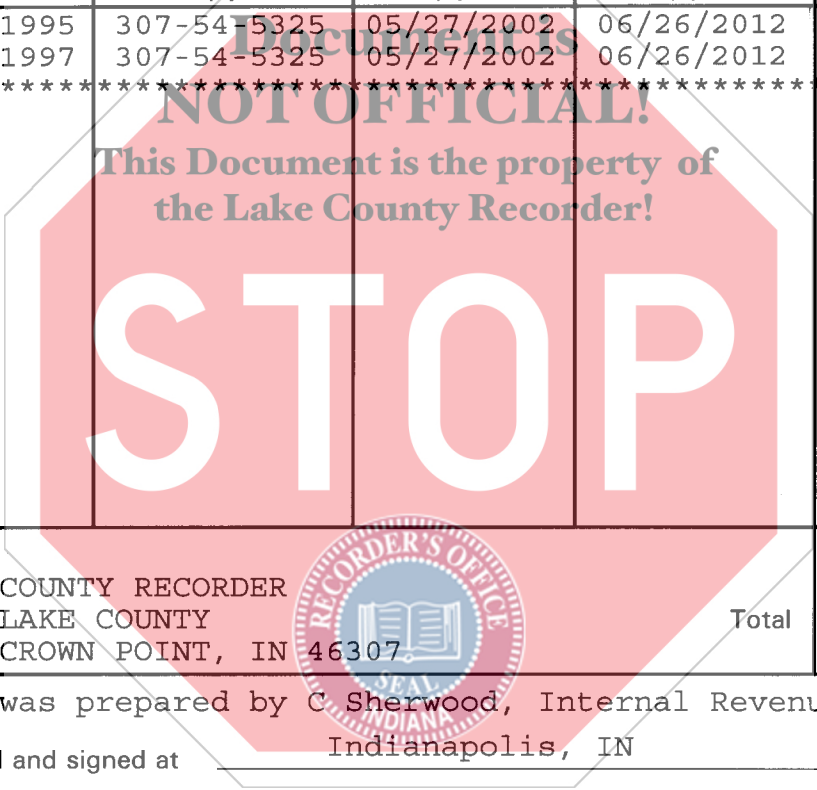 1995 307-54-5325 05/27/2002 06/26/2012
1997 307-54-5325 05/27/2002 06/26/2012
***********************************************
Document is
NOT OFFICIAL!
This Document is the property of
the Lake County Recorder!
STOP
RECORDER'S OFFICE
SEAL
INDIANA
COUNTY RECORDER
LAKE COUNTY
Total
CROWN POINT, IN 46307
was prepared by C Sherwood, Internal Revenu
and signed at Indianapolis, IN